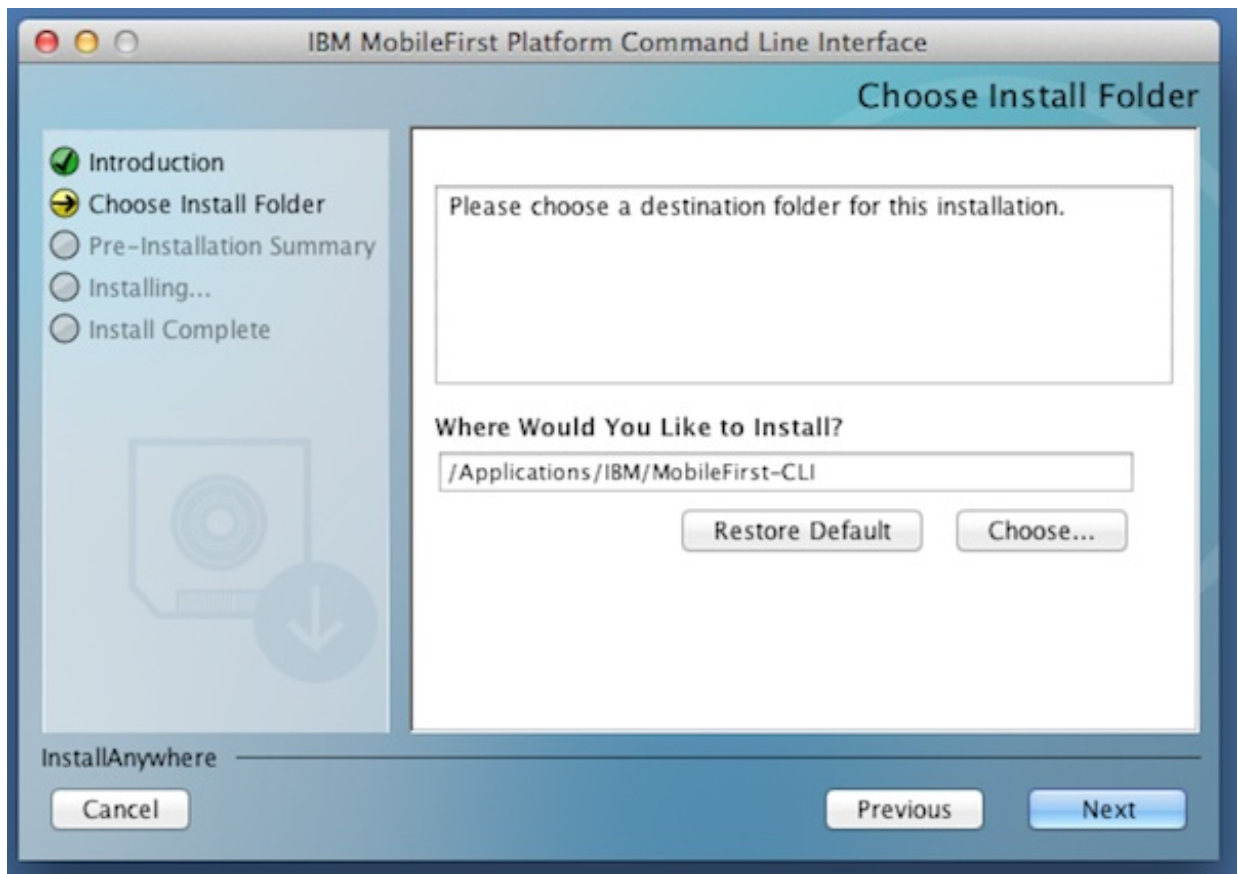 IBM MobileFirst Platform Command Line Interface
Choose Install Folder
Introduction
Choose Install Folder
Pre-Installation Summary
Installing...
Install Complete
Please choose a destination folder for this installation.
Where Would You Like to Install?
/Applications/IBM/MobileFirst-CLI
Restore Default
Choose...
InstallAnywhere
Cancel
Previous
Next